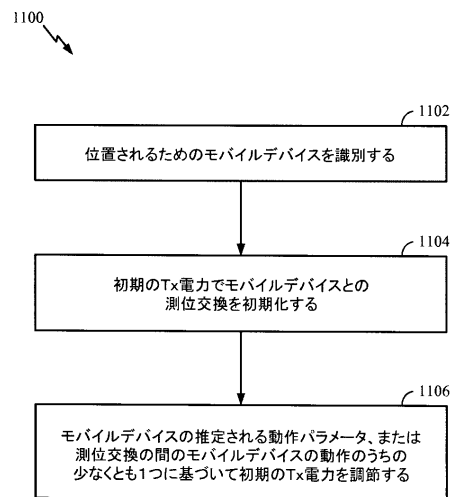 1100
1102
位置されるためのモバイルデバイスを識別する
1104
初期のTx電力でモバイルデバイスとの
測位交換を初期化する
1106
モバイルデバイスの推定される動作パラメータ、または
測位交換の間のモバイルデバイスの動作のうちの
少なくとも1つに基づいて初期のTx電力を調節する